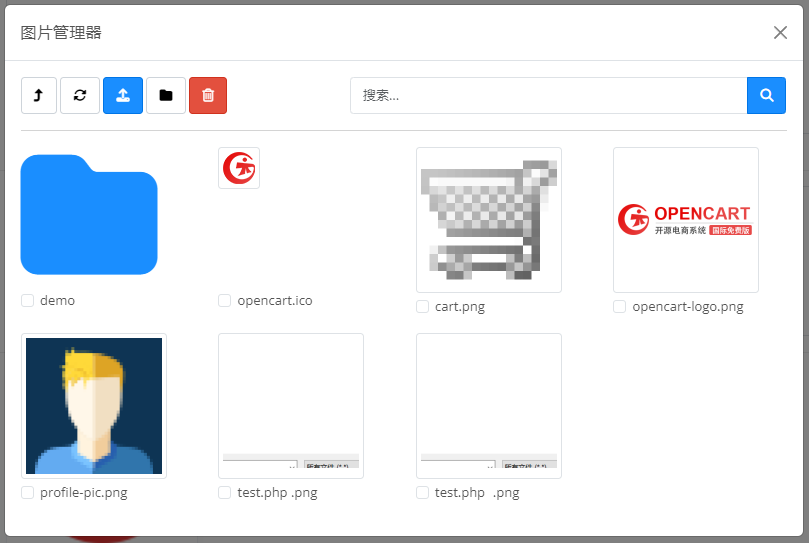 图片管理器
搜索...
OPENCART
开源电商系统 国际免费版
demo
opencart.ico
cart.png
opencart-logo.png
所有文件 (*.*)
所有文件 (*.*)
profile-pic.png
test.php .png
test.php  .png